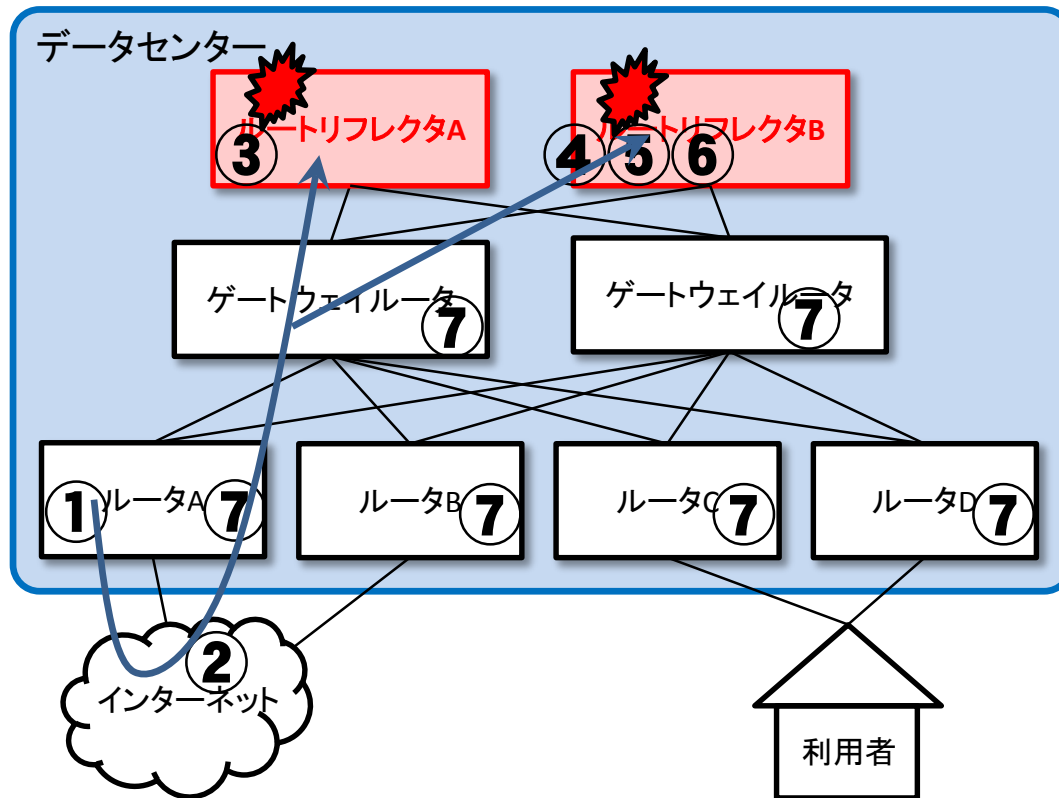 データセンター
ルートリフレクタA
ルートリフレクタB
③
④ ⑤ ⑥
ゲートウェイルータ
ゲートウェイルータ
⑦
⑦
① ルータA ⑦
ルータB ⑦
ルータC ⑦
ルータD ⑦
②
インターネット
利用者